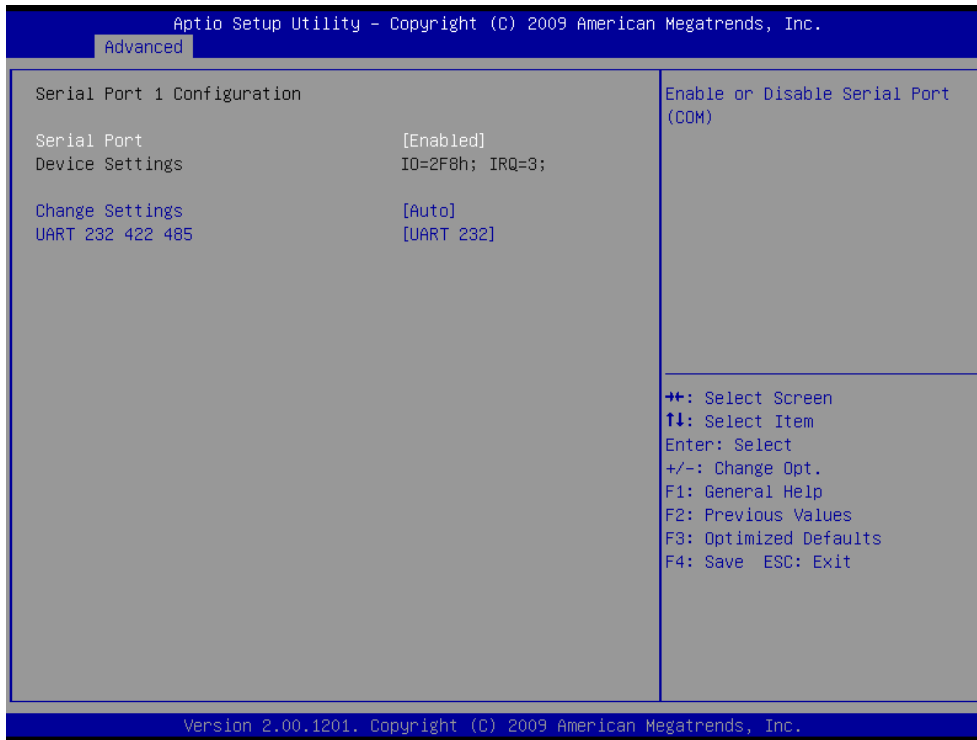 Aptio Setup Utility – Copyright (C) 2009 American Megatrends, Inc.
Advanced
Serial Port 1 Configuration
Serial Port [Enabled]
Device Settings IO=2F8h; IRQ=3;
Change Settings [Auto]
UART 232 422 485 [UART 232]
Enable or Disable Serial Port
(COM)
→←: Select Screen
↑↓: Select Item
Enter: Select
+/-: Change Opt.
F1: General Help
F2: Previous Values
F3: Optimized Defaults
F4: Save ESC: Exit
Version 2.00.1201. Copyright (C) 2009 American Megatrends, Inc.